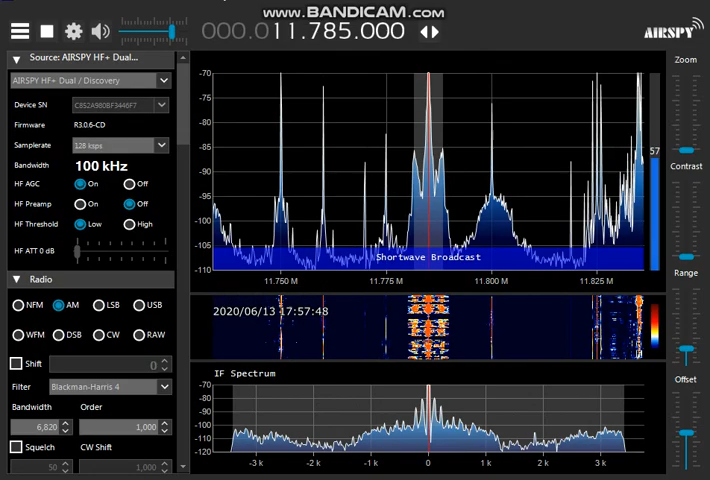 www.BANDICAM.com
000.011.785.000
AIRSPY
Source: AIRSPY HF+ Dual...
AIRSPY HF+ Dual / Discovery
Device SN C852A980BF3446F7
Firmware R3.0.6-CD
Samplerate 128 ksps
Bandwidth 100 kHz
HF AGC On Off
HF Preamp On Off
HF Threshold Low High
HF ATT 0 dB
Radio
NFM AM LSB USB
WFM DSB CW RAW
Shift 0
Filter Blackman-Harris 4
Bandwidth Order
6,820 1,000
Squelch CW Shift
50 1,000
-70
-75
-80
-85
-90
-95
-100
-105
-110
57
Shortwave Broadcast
11.750 11.775 11.800 11.825
2020/06/13 17:57:48
IF Spectrum
-70
-80
-90
-100
-110
-120
-3 k -2 k -1 k 0 1 k 2 k 3 k
Zoom
Contrast
Range
Offset